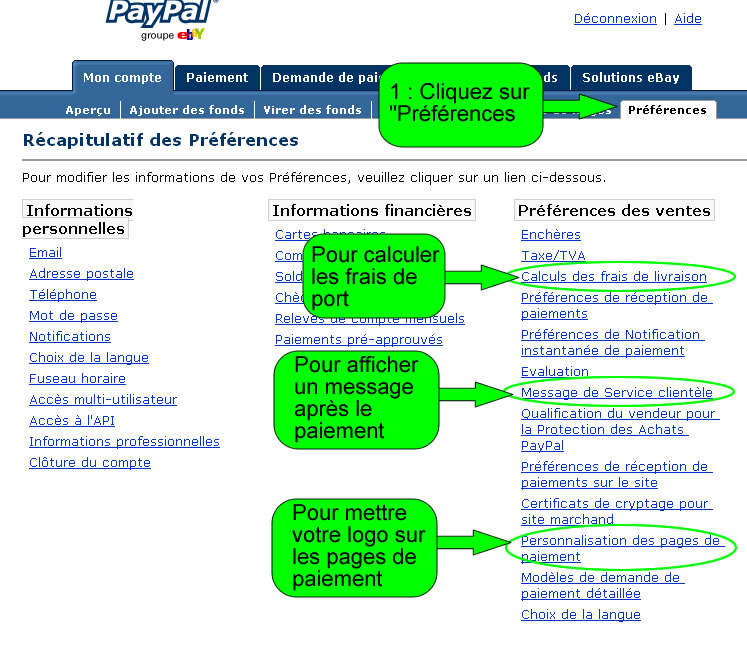 PayPal®
groupe ebY
Déconnexion | Aide
Mon compte Paiement Demande de ds Solutions eBay
Aperçu Ajouter des fonds Virer des fonds Préférences
1 : Cliquez sur
"Préférences
Récapitulatif des Préférences
Pour modifier les informations de vos Préférences, veuillez cliquer sur un lien ci-dessous.
Informations
personnelles
Email
Adresse postale
Téléphone
Mot de passe
Notifications
Choix de la langue
Fuseau horaire
Accès multi-utilisateur
Accès à l'API
Informations professionnelles
Clôture du compte
Informations financières
Cartes bancaires
Com
Sold
Chèq
Relevés de compte mensuels
Paiements pré-approuvés
Pour calculer
les frais de
port
Pour afficher
un message
après le
paiement
Pour mettre
votre logo sur
les pages de
paiement
Préférences des ventes
Enchères
Taxe/TVA
Calculs des frais de livraison
Préférences de réception de
paiements
Préférences de Notification
instantanée de paiement
Evaluation
Message de Service clientèle
Qualification du vendeur pour
la Protection des Achats
PayPal
Préférences de réception de
paiements sur le site
Certificats de cryptage pour
site marchand
Personnalisation des pages de
paiement
Modèles de demande de
paiement détaillée
Choix de la langue